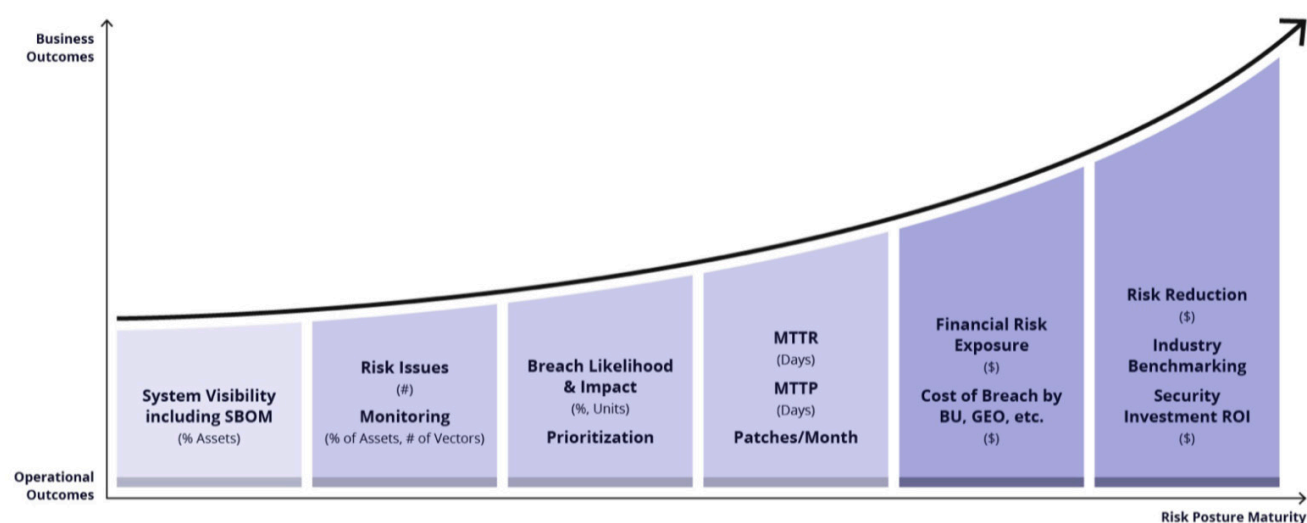 Business
Outcomes
System Visibility
including SBOM
(% Assets)
Risk Issues
(#)
Monitoring
(% of Assets, # of Vectors)
Breach Likelihood
& Impact
(%, Units)
Prioritization
MTTR
(Days)
MTTP
(Days)
Patches/Month
Financial Risk
Exposure
($)
Cost of Breach by
BU, GEO, etc.
($)
Risk Reduction
($)
Industry
Benchmarking
Security
Investment ROI
($)
Operational
Outcomes
Risk Posture Maturity